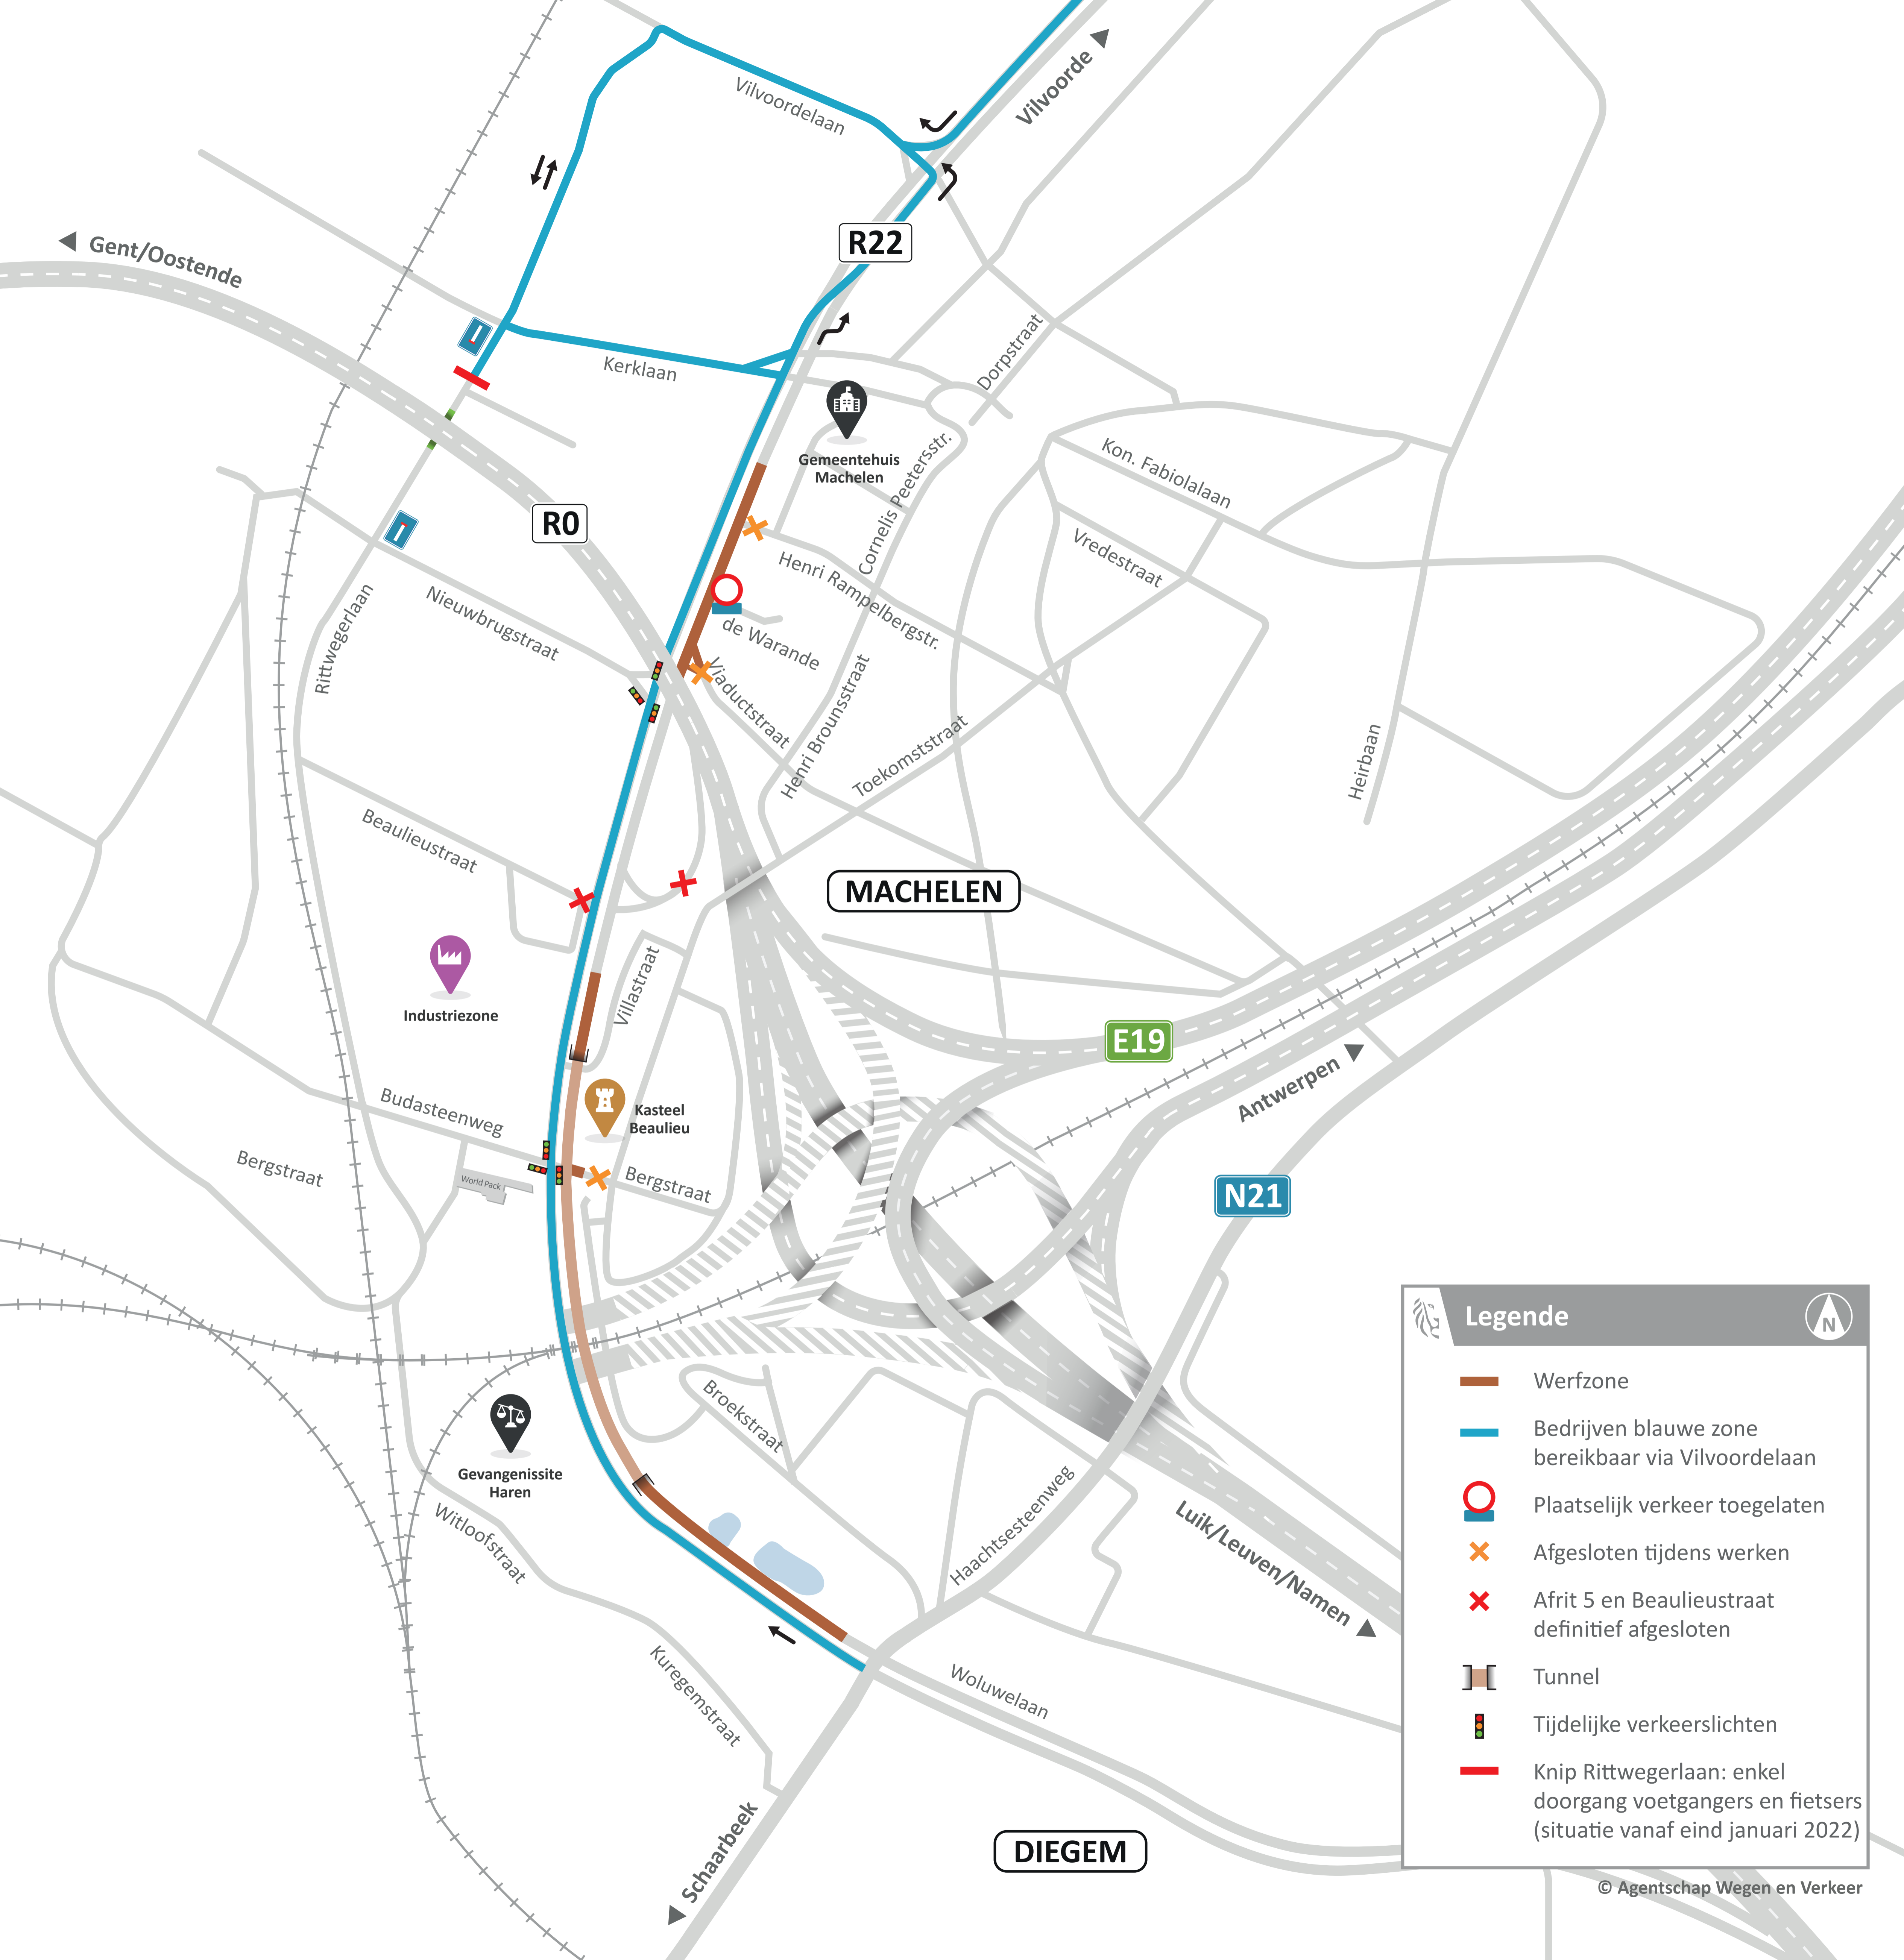 Vilvoorde
Vilvoordelaan
R22
Gent/Oostende
Kerklaan
Dorpstraat
Gemeentehuis
Machelen
Kon. Fabiolalaan
Cornelis Peetersstr.
R0
Vredestraat
Henri Rampelbergstr.
Nieuwbrugstraat
Rittwegerlaan
de Warande
Viaductstraat
Henri Brounsstraat
Toekomststraat
Heirbaan
Beaulieustraat
MACHELEN
Villastraat
Industriezone
E19
Antwerpen
Budasteenweg
Kasteel
Beaulieu
Bergstraat
World Pack
Bergstraat
N21
Broekstraat
Gevangenissite
Haren
Witloofstraat
Haachtsesteenweg
Luik/Leuven/Namen
Kuregemstraat
Woluwelaan
Schaarbeek
DIEGEM
Legende
N
Werfzone
Bedrijven blauwe zone
bereikbaar via Vilvoordelaan
Plaatselijk verkeer toegelaten
Afgesloten tijdens werken
Afrit 5 en Beaulieustraat
definitief afgesloten
Tunnel
Tijdelijke verkeerslichten
Knip Rittwegerlaan: enkel
doorgang voetgangers en fietsers
(situatie vanaf eind januari 2022)
© Agentschap Wegen en Verkeer